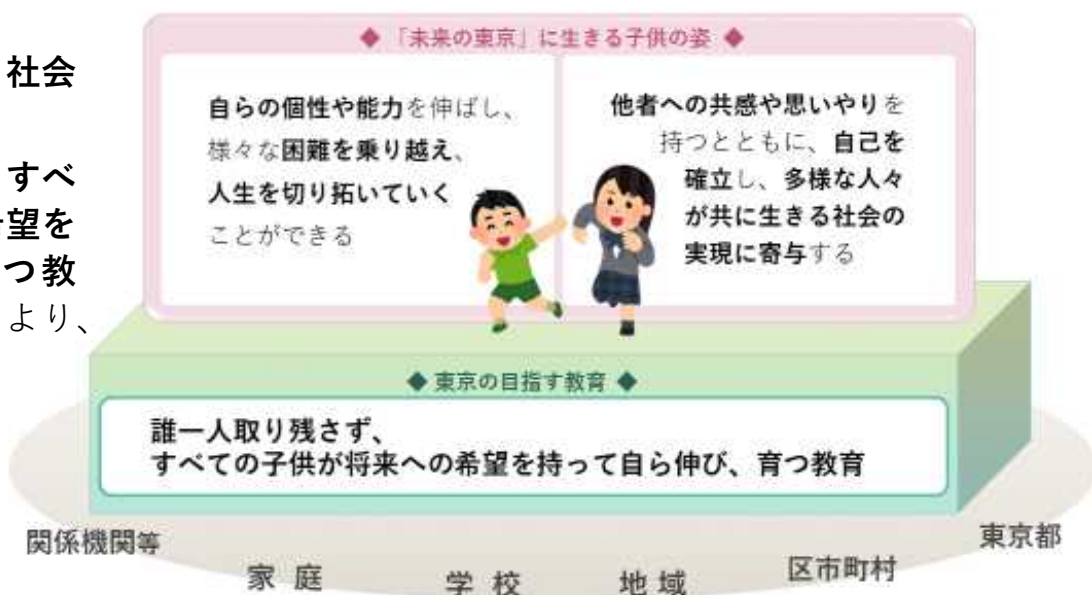 社会
すべ
望を
つ教
より、
◆ 「未来の東京」に生きる子供の姿 ◆
自らの個性や能力を伸ばし、
様々な困難を乗り越え、
人生を切り拓いていく
ことができる
他者への共感や思いやりを
持つとともに、自己を
確立し、多様な人々
が共に生きる社会の
実現に寄与する
◆ 東京の目指す教育 ◆
誰一人取り残さず、
すべての子供が将来への希望を持って自ら伸び、育つ教育
関係機関等
家 庭
学 校
地 域
区市町村
東京都